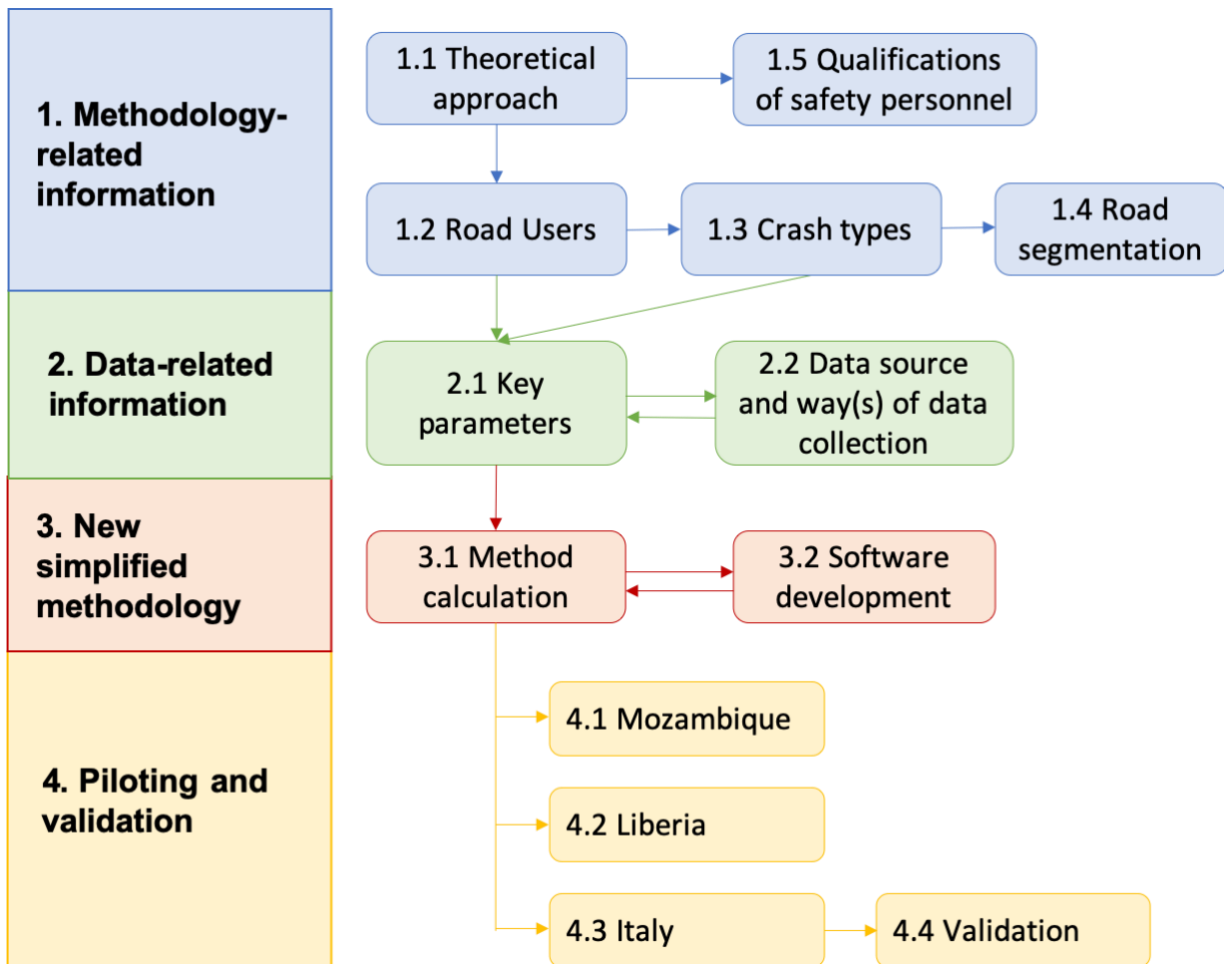 1. Methodology-
related
information
1.1 Theoretical
approach
1.5 Qualifications
of safety personnel
1.2 Road Users
1.3 Crash types
1.4 Road
segmentation
2. Data-related
information
2.1 Key
parameters
2.2 Data source
and way(s) of data
collection
3. New
simplified
methodology
3.1 Method
calculation
3.2 Software
development
4. Piloting and
validation
4.1 Mozambique
4.2 Liberia
4.3 Italy
4.4 Validation